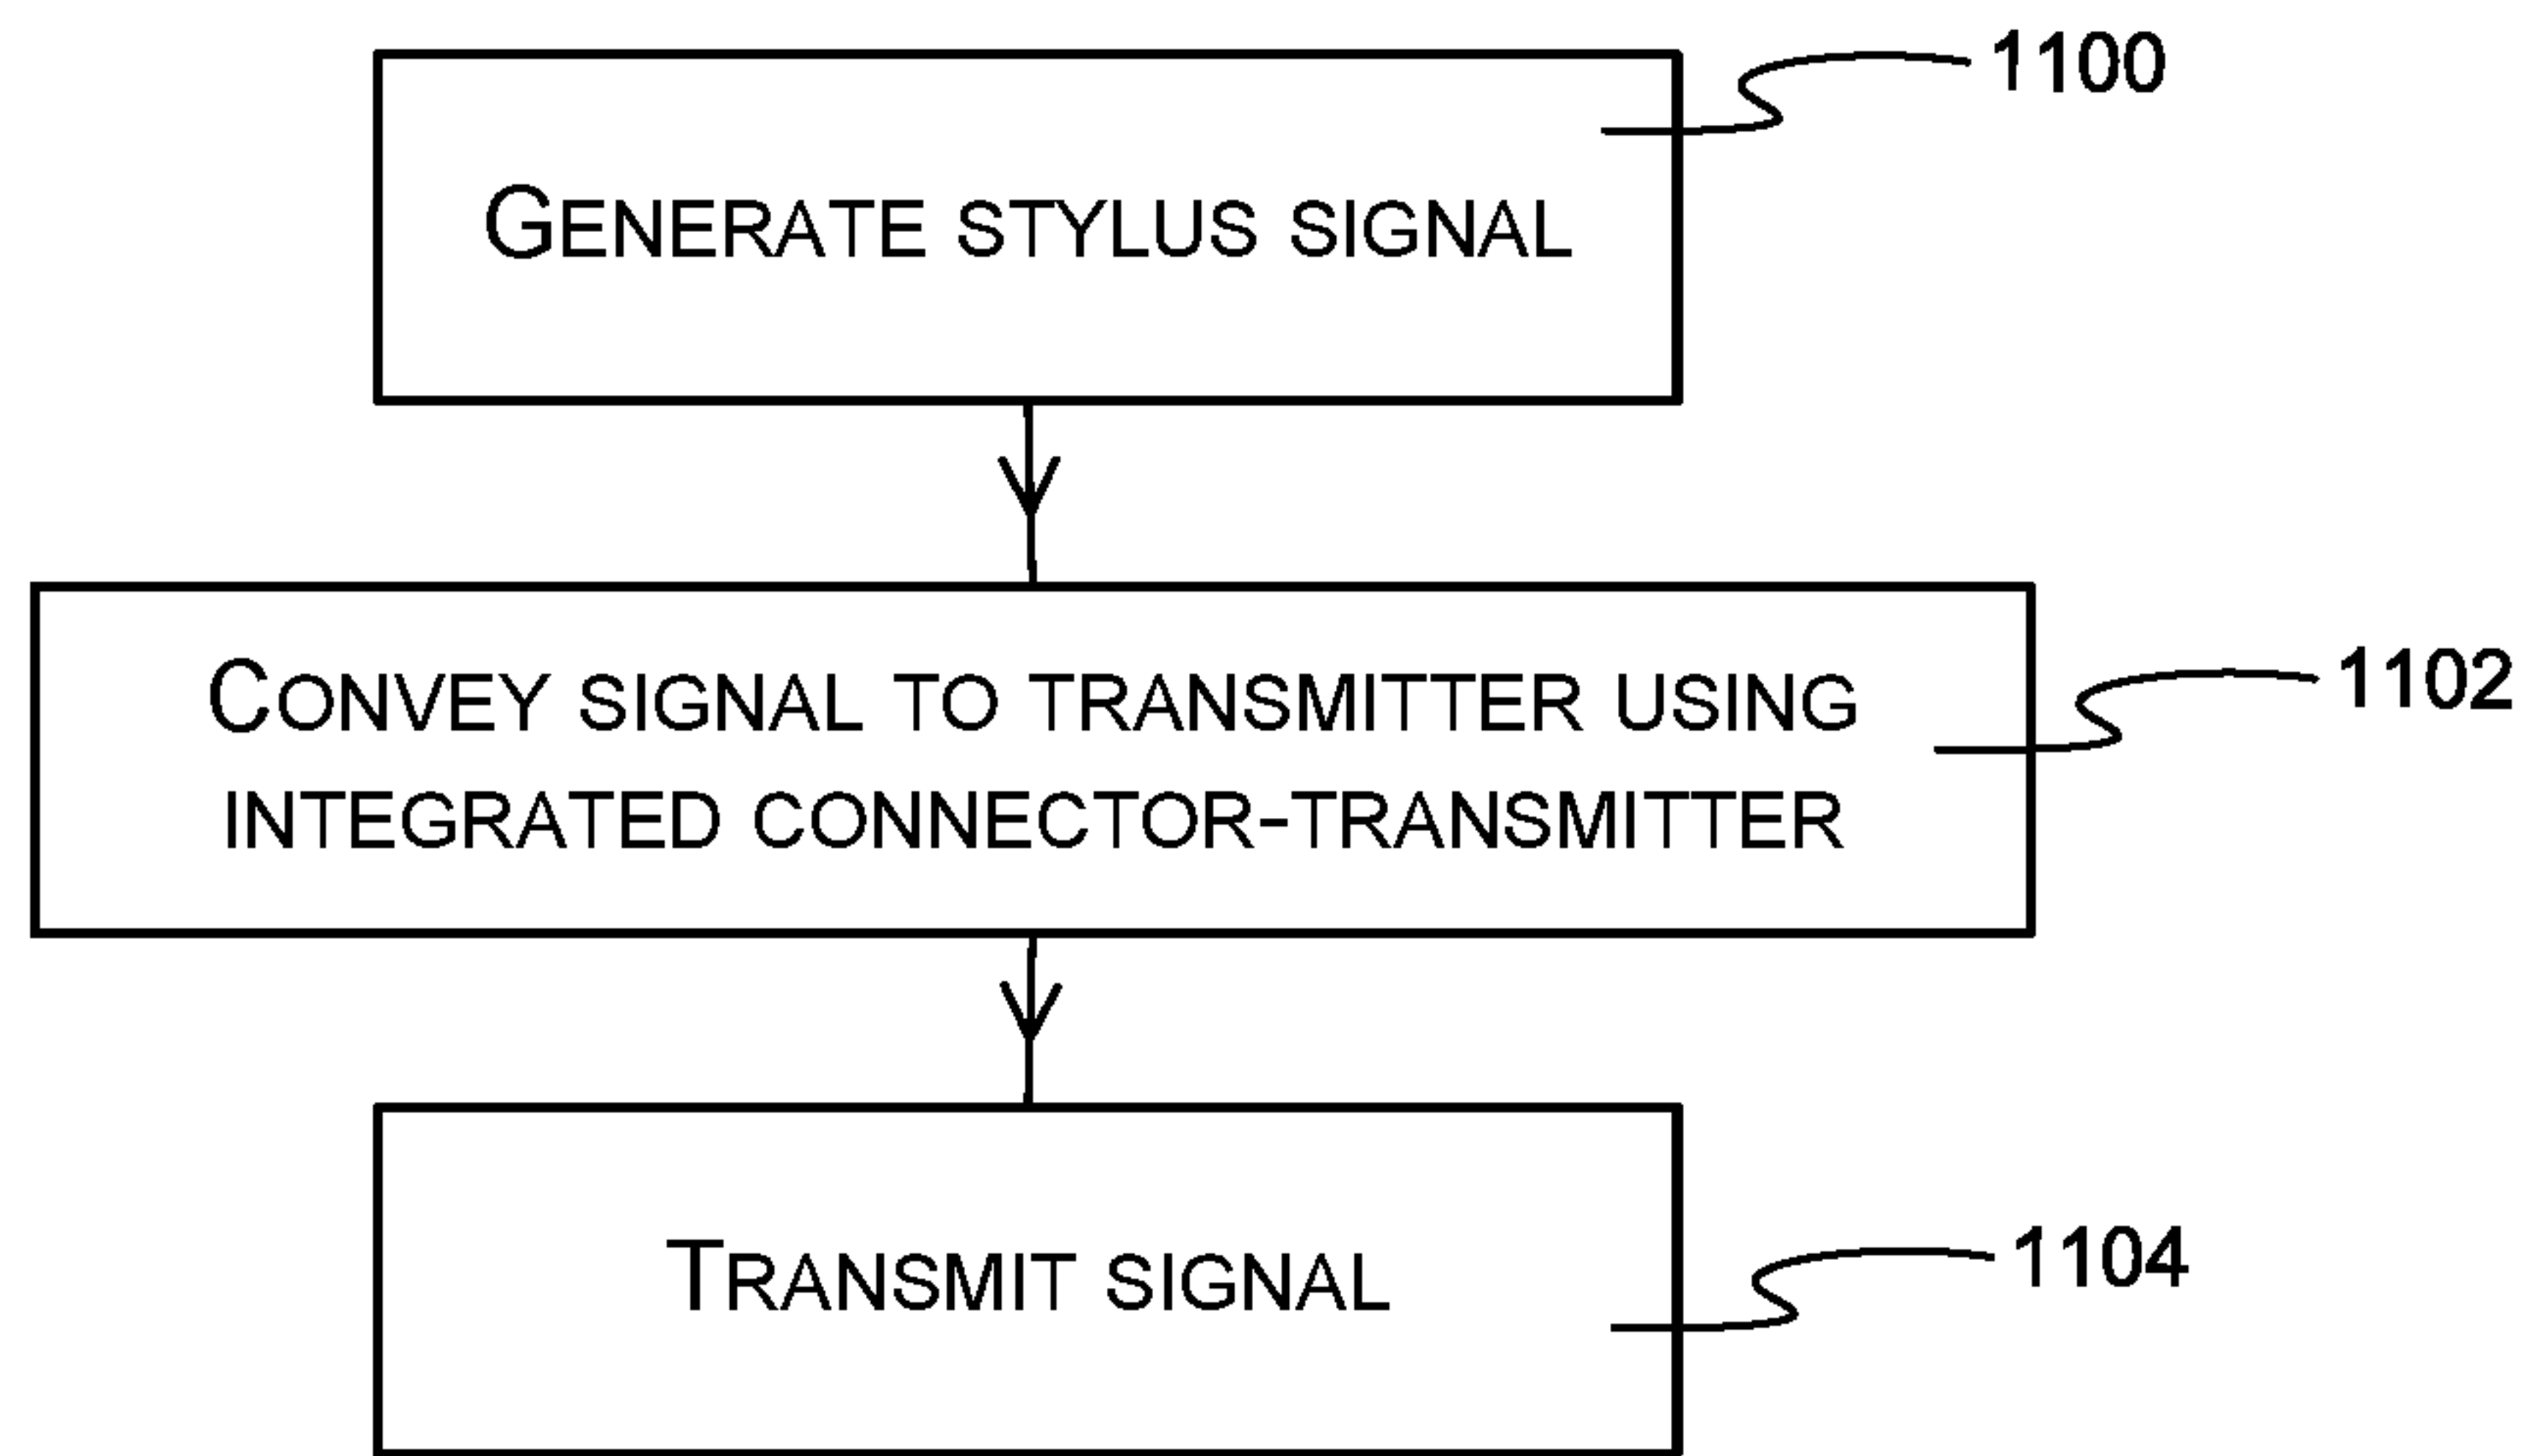 1100
GENERATE STYLUS SIGNAL
CONVEY SIGNAL TO TRANSMITTER USING
INTEGRATED CONNECTOR-TRANSMITTER
1102
TRANSMIT SIGNAL
1104